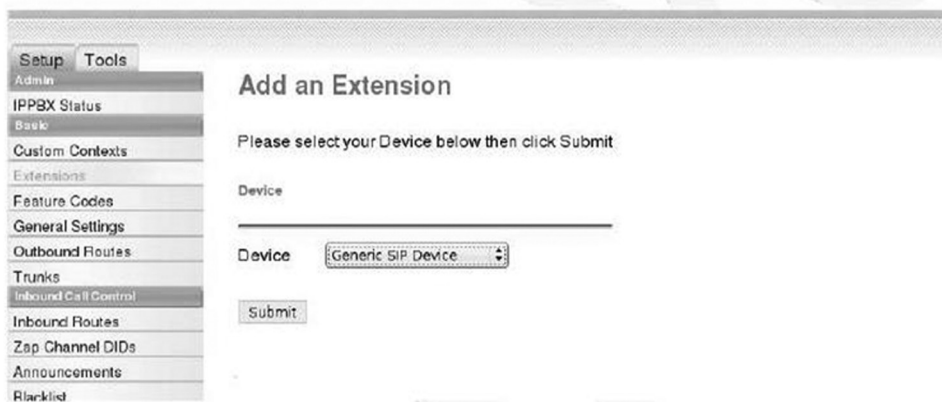 Setup Tools
Admin
IPPBX Status
Basic
Custom Contexts
Extensions
Feature Codes
General Settings
Outbound Routes
Trunks
Inbound Call Control
Inbound Routes
Zap Channel DIDs
Announcements
Blacklist
Add an Extension
Please select your Device below then click Submit
Device
Device Generic SIP Device
Submit